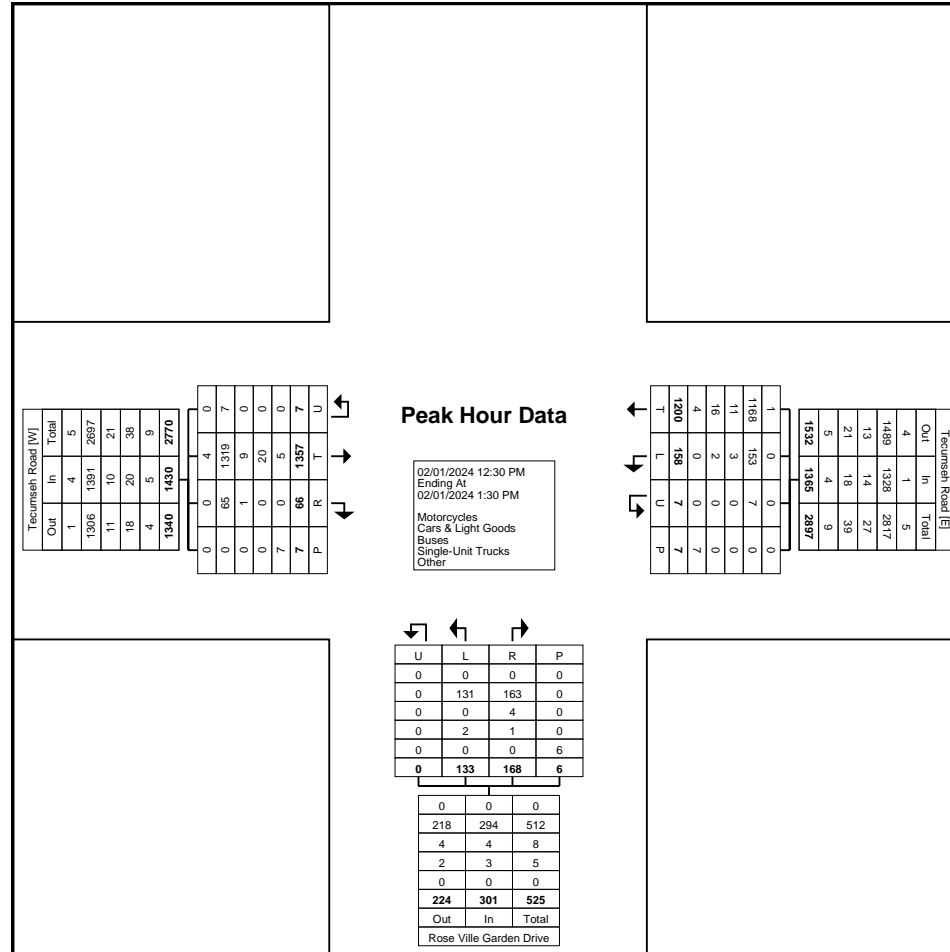 Peak Hour Data
02/01/2024 12:30 PM
Ending At
02/01/2024 1:30 PM
Motorcycles
Cars & Light Goods
Buses
Single-Unit Trucks
Other
Tecumseh Road [W]
Total In Out
5 4 1
2697 1391 1306
21 10 11
38 20 18
9 5 4
2770 1430 1340
0 4 0 0
7 1319 65 0
0 9 1 0
0 20 0 0
0 5 0 7
7 1357 66 7
U T R P
Tecumseh Road [E]
Out In Total
4 1 5
1489 1328 2817
13 14 27
21 18 39
5 4 9
1532 1365 2897
1 0 0 0
1168 153 7 0
11 3 0 0
16 2 0 0
4 0 0 7
1200 158 7 7
T L U P
U L R P
0 0 0 0
0 131 163 0
0 0 4 0
0 2 1 0
0 0 0 6
0 133 168 6
0 0 0
218 294 512
4 4 8
2 3 5
0 0 0
224 301 525
Out In Total
Rose Ville Garden Drive